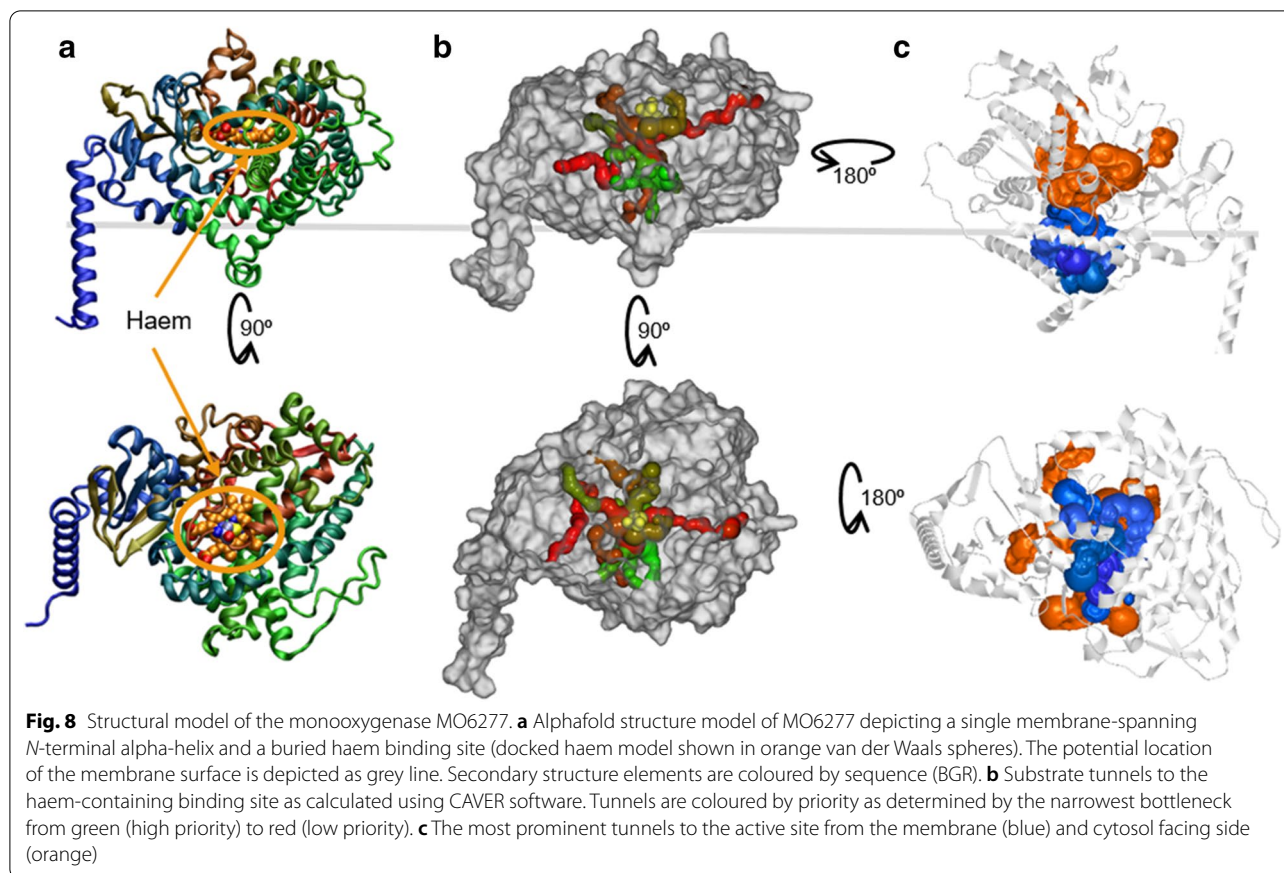 a
b
c
180º
Haem
90º
90º
180º
Fig. 8 Structural model of the monooxygenase MO6277. a Alphafold structure model of MO6277 depicting a single membrane-spanning
N-terminal alpha-helix and a buried haem binding site (docked haem model shown in orange van der Waals spheres). The potential location
of the membrane surface is depicted as grey line. Secondary structure elements are coloured by sequence (BGR). b Substrate tunnels to the
haem-containing binding site as calculated using CAVER software. Tunnels are coloured by priority as determined by the narrowest bottleneck
from green (high priority) to red (low priority). c The most prominent tunnels to the active site from the membrane (blue) and cytosol facing side
(orange)